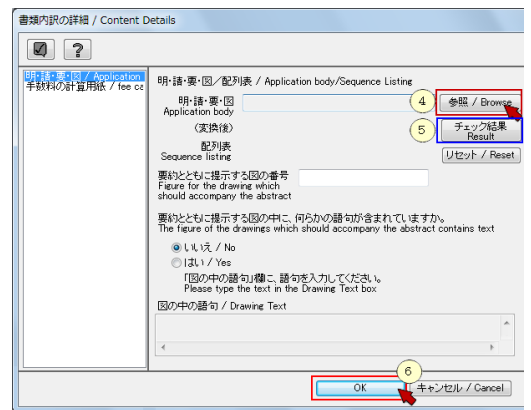 書類内訳の詳細 / Content Details
?
明・請・要・図 / Application
手数料の計算用紙 / fee ca
明・請・要・図／配列表 / Application body/Sequence Listing
明・請・要・図
Application body
4
参照 / Browse
(変換後)
5
チェック結果
Result
配列表
Sequence listing
リセット / Reset
要約とともに提示する図の番号
Figure for the drawing which
should accompany the abstract
要約とともに提示する図の中に、何らかの語句が含まれていますか。
The figure of the drawings which should accompany the abstract contains text
いいえ / No
はい / Yes
「図の中の語句」欄に、語句を入力してください。
Please type the text in the Drawing Text box
図の中の語句 / Drawing Text
6
OK
キャンセル / Cancel